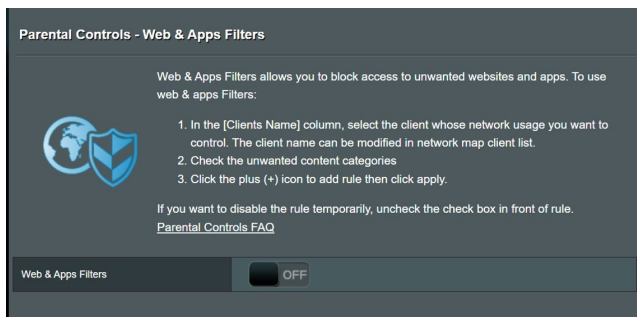 Parental Controls - Web & Apps Filters
Web & Apps Filters allows you to block access to unwanted websites and apps. To use
web & apps Filters:
1. In the [Clients Name] column, select the client whose network usage you want to
control. The client name can be modified in network map client list.
2. Check the unwanted content categories
3. Click the plus (+) icon to add rule then click apply.
If you want to disable the rule temporarily, uncheck the check box in front of rule.
Parental Controls FAQ
Web & Apps Filters
OFF